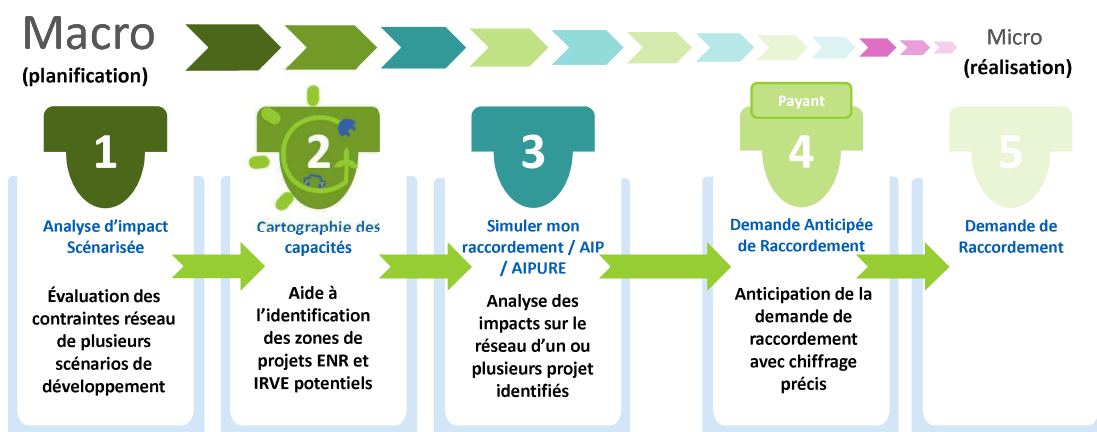 Macro
(planification)
Micro
(réalisation)
1
Analyse d’impact
Scénarisée
Évaluation des
contraintes réseau
de plusieurs
scénarios de
développement
2
Cartographie des
capacités
Aide à
l’identification
des zones de
projets ENR et
IRVE potentiels
3
Simuler mon
raccordement / AIP
/ AIPURE
Analyse des
impacts sur le
réseau d’un ou
plusieurs projet
identifiés
Payant
4
Demande Anticipée
de Raccordement
Anticipation de la
demande de
raccordement
avec chiffrage
précis
5
Demande de
Raccordement